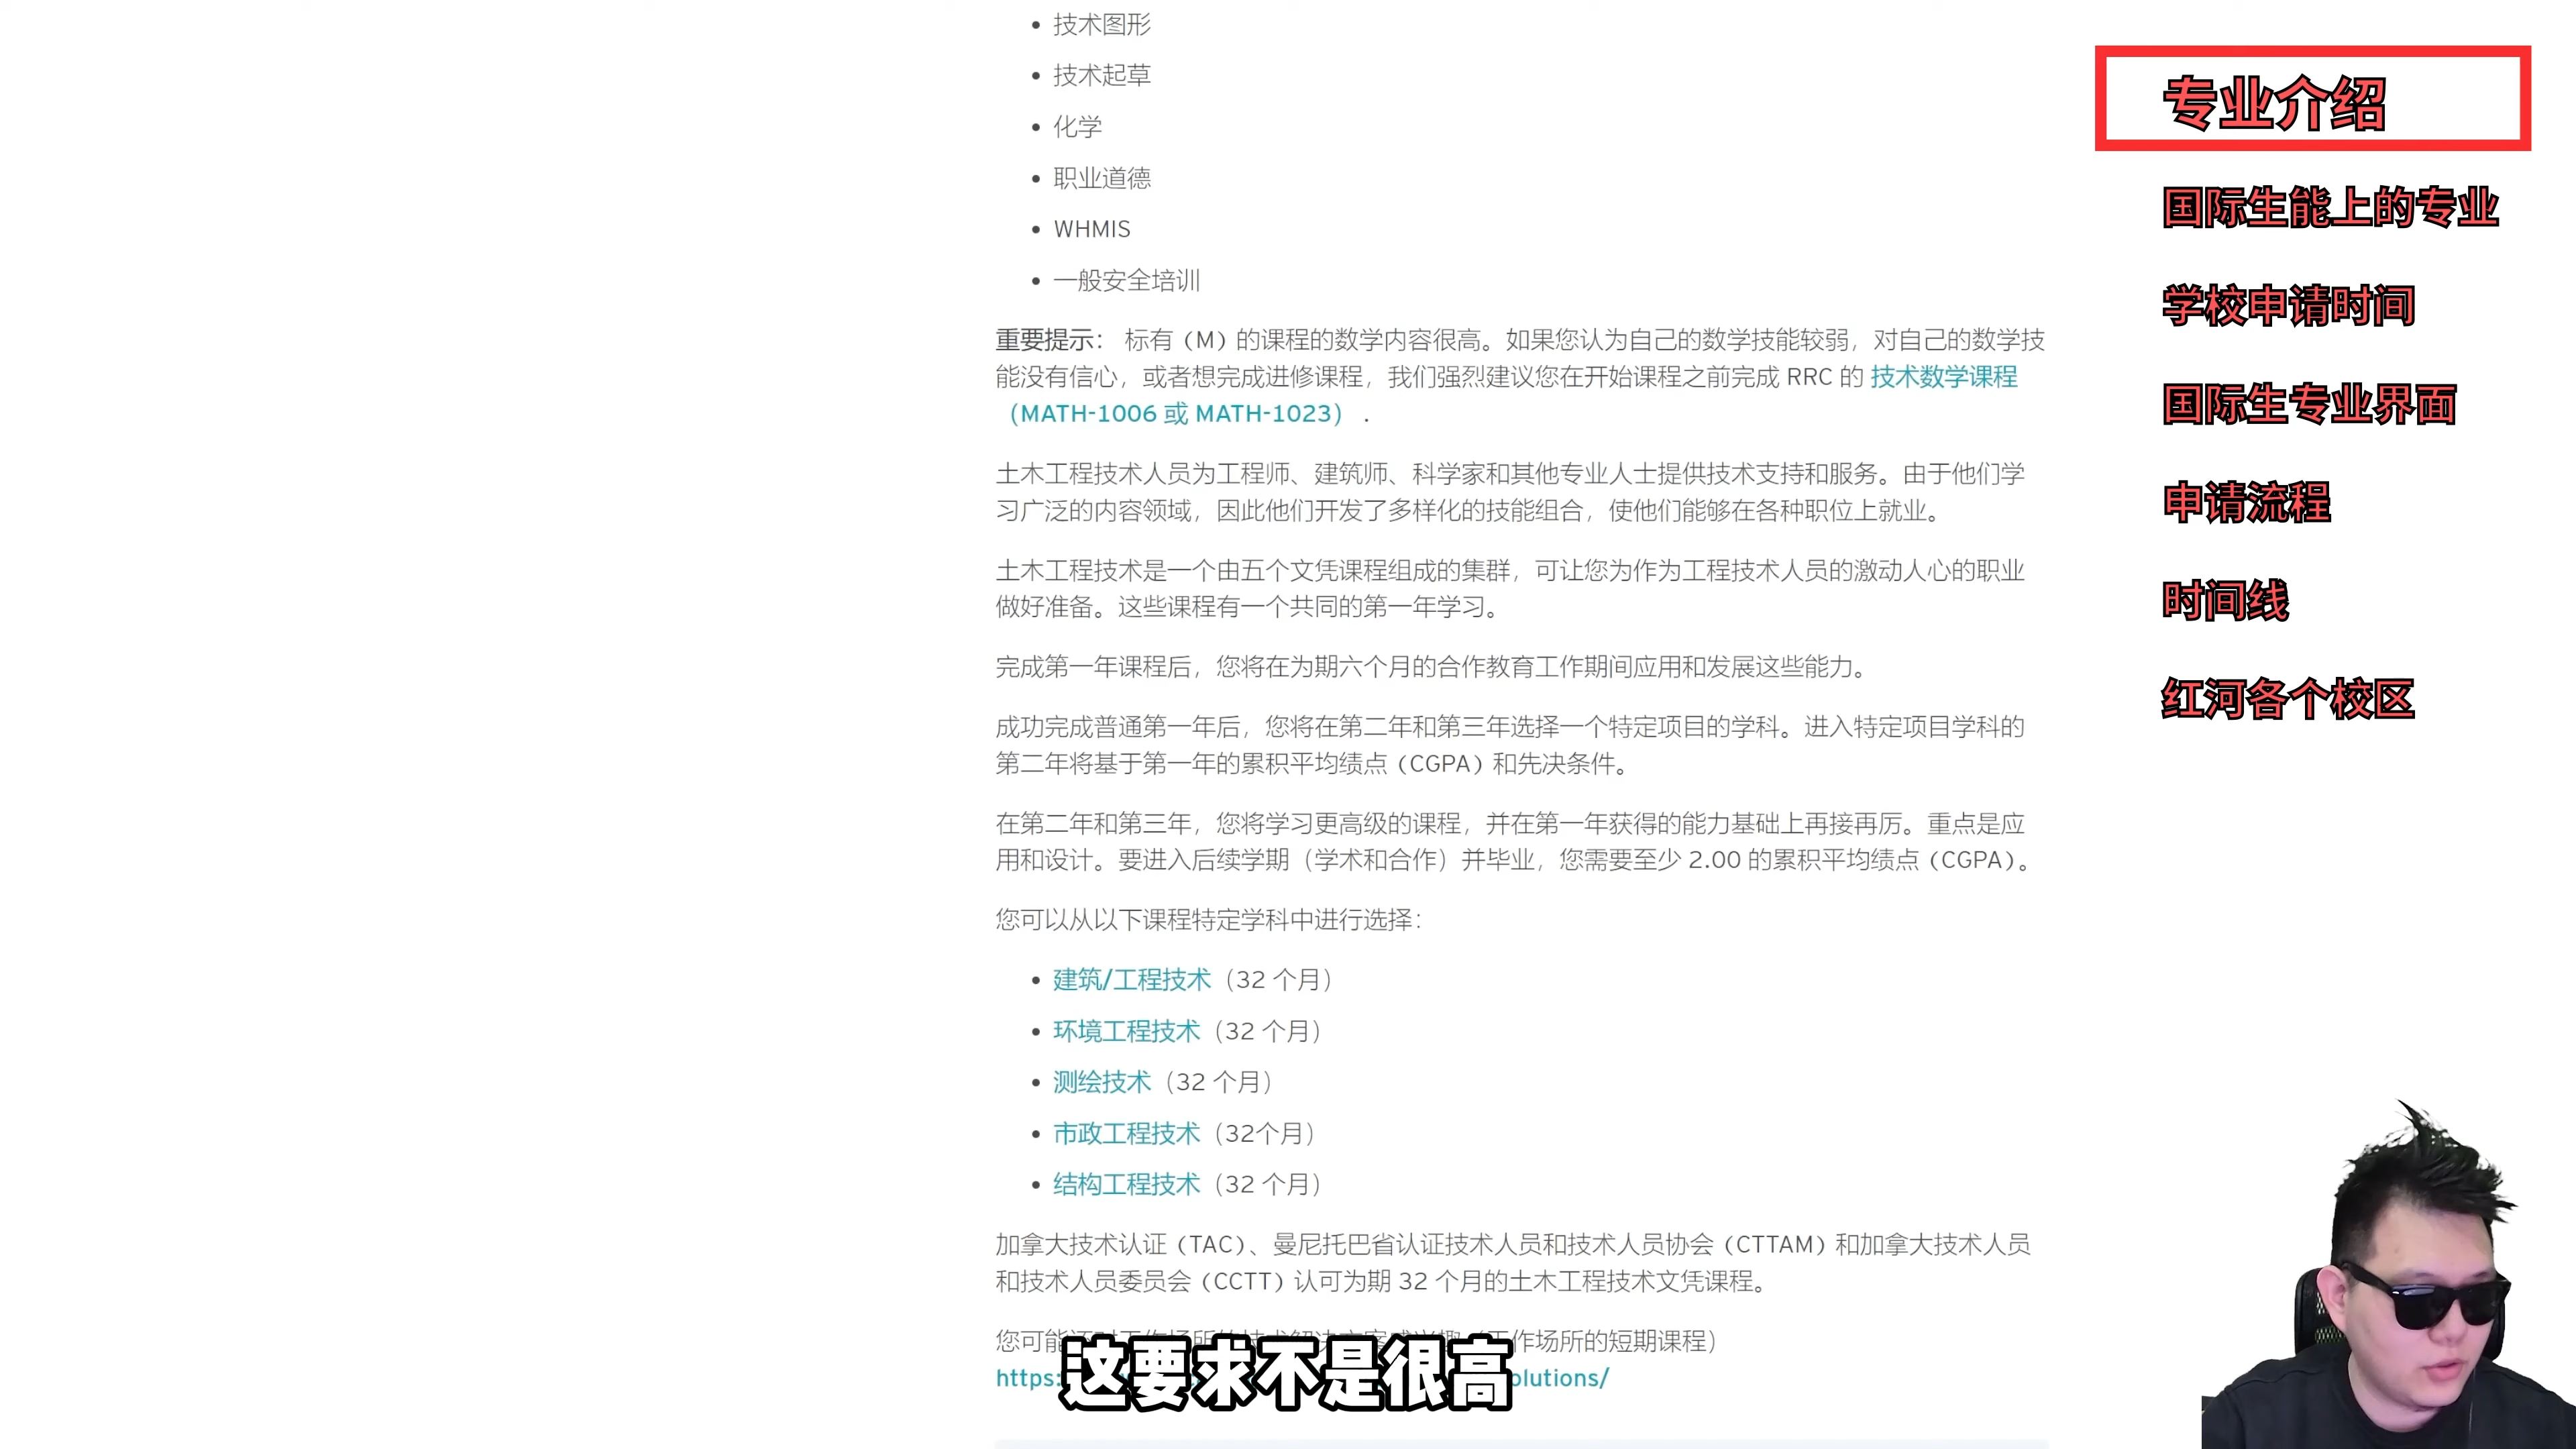 技术图形
技术起草
化学
职业道德
WHMIS
一般安全培训
重要提示： 标有（M）的课程的数学内容很高。如果您认为自己的数学技能较弱，对自己的数学技
能没有信心，或者想完成进修课程，我们强烈建议您在开始课程之前完成 RRC 的 技术数学课程
（MATH-1006 或 MATH-1023） .
土木工程技术人员为工程师、建筑师、科学家和其他专业人士提供技术支持和服务。由于他们学
习广泛的内容领域，因此他们开发了多样化的技能组合，使他们能够在各种职位上就业。
土木工程技术是一个由五个文凭课程组成的集群，可让您为作为工程技术人员的激动人心的职业
做好准备。这些课程有一个共同的第一年学习。
完成第一年课程后，您将在为期六个月的合作教育工作期间应用和发展这些能力。
成功完成普通第一年后，您将在第二年和第三年选择一个特定项目的学科。进入特定项目学科的
第二年将基于第一年的累积平均绩点（CGPA）和先决条件。
在第二年和第三年，您将学习更高级的课程，并在第一年获得的能力基础上再接再厉。重点是应
用和设计。要进入后续学期（学术和合作）并毕业，您需要至少 2.00 的累积平均绩点（CGPA）。
您可以从以下课程特定学科中进行选择：
建筑/工程技术（32 个月）
环境工程技术（32 个月）
测绘技术（32 个月）
市政工程技术（32个月）
结构工程技术（32 个月）
加拿大技术认证（TAC）、曼尼托巴省认证技术人员和技术人员协会（CTTAM）和加拿大技术人员
和技术人员委员会（CCTT）认可为期 32 个月的土木工程技术文凭课程。
您可能 作场所的短期课程）
https: olutions/
这要求不是很高
专业介绍
国际生能上的专业
学校申请时间
国际生专业界面
申请流程
时间线
红河各个校区